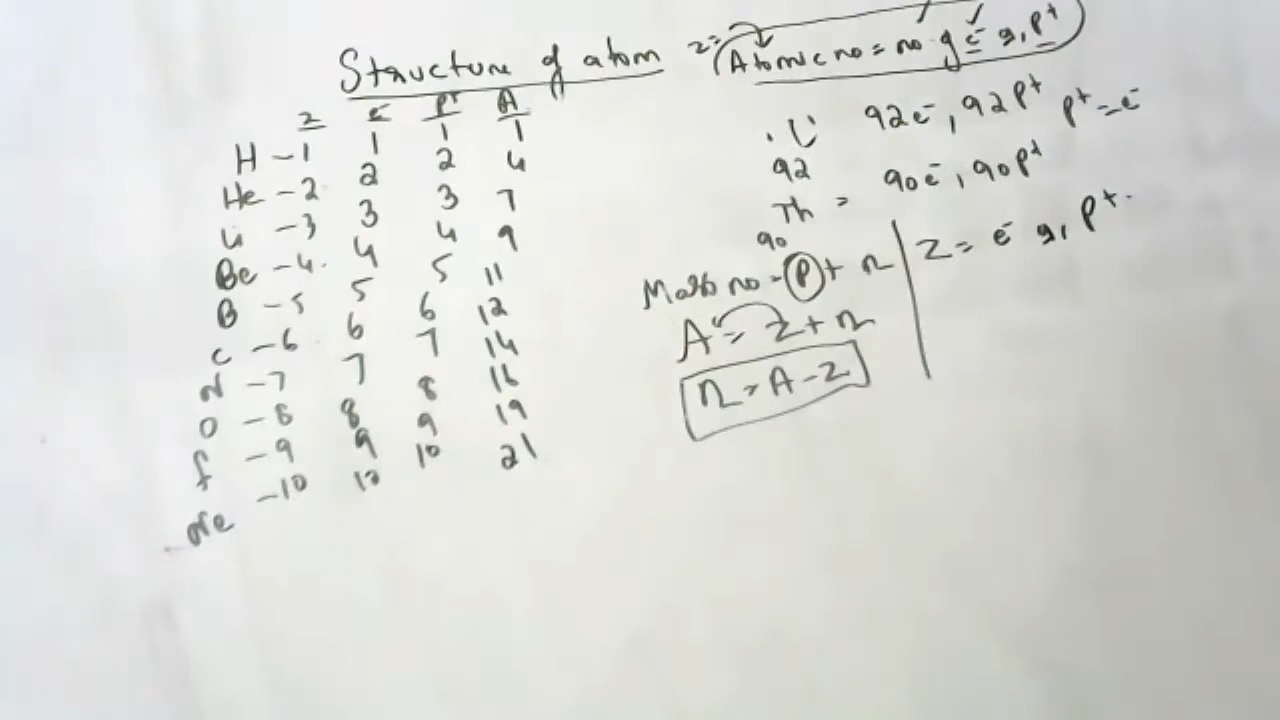 Structure of atom
Z = Atomic no = no. of e⁻ or P⁺
Z e⁻ P⁺ A
H - 1 1 1 1
He - 2 2 2 4
Li - 3 3 3 7
Be - 4. 4 4 9
B - 5 5 5 11
C - 6 6 6 12
N - 7 7 7 14
O - 8 8 8 16
f - 9 9 9 19
Ne - 10 10 10 21
U 92e⁻, 92P⁺ P⁺ = e⁻
92
Th = 90e⁻, 90P⁺
90
Mass no = P + n
A = Z + n
n = A - Z
Z = e⁻ or P⁺.